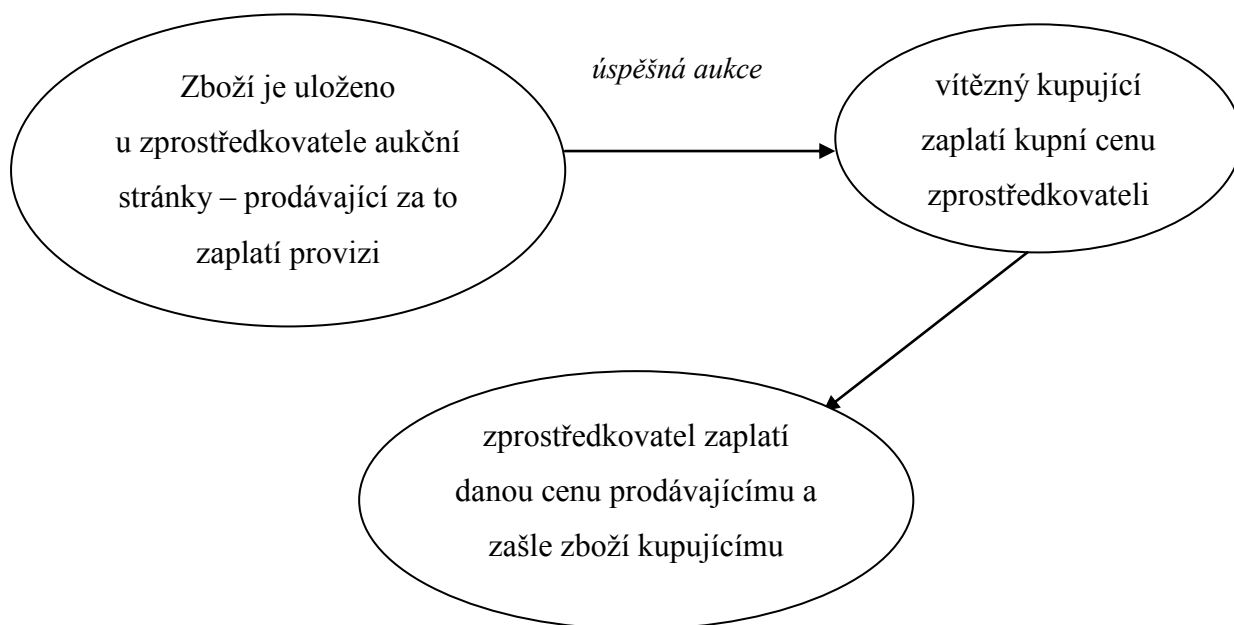 Zboží je uloženo
u zprostředkovatele aukční
stránky – prodávající za to
zaplatí provizi
úspěšná aukce
vítězný kupující
zaplatí kupní cenu
zprostředkovateli
zprostředkovatel zaplatí
danou cenu prodávajícímu a
zašle zboží kupujícímu